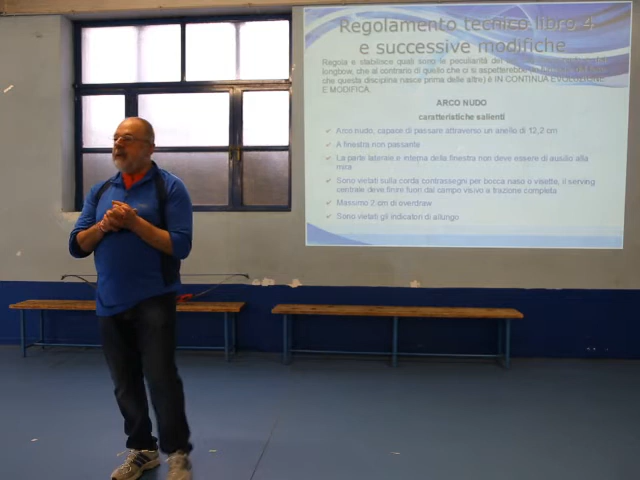 Regolamento tecnico libro 4
e successive modifiche
Regola e stabilisce quali sono le peculiarità del
longbow, che al contrario di quello che ci si aspetterebbe
che questa disciplina nasce prima delle altre) è IN CONTINUA EVOLUZIONE
E MODIFICA.
ARCO NUDO
caratteristiche salienti
✓ Arco nudo, capace di passare attraverso un anello di 12,2 cm
✓ A finestra non passante
✓ La parte laterale e interna della finestra non deve essere di ausilio alla
mira
✓ Sono vietati sulla corda contrassegni per bocca naso o visette, il serving
centrale deve finire fuori dal campo visivo a trazione completa
✓ Massimo 2 cm di overdraw
✓ Sono vietati gli indicatori di allungo